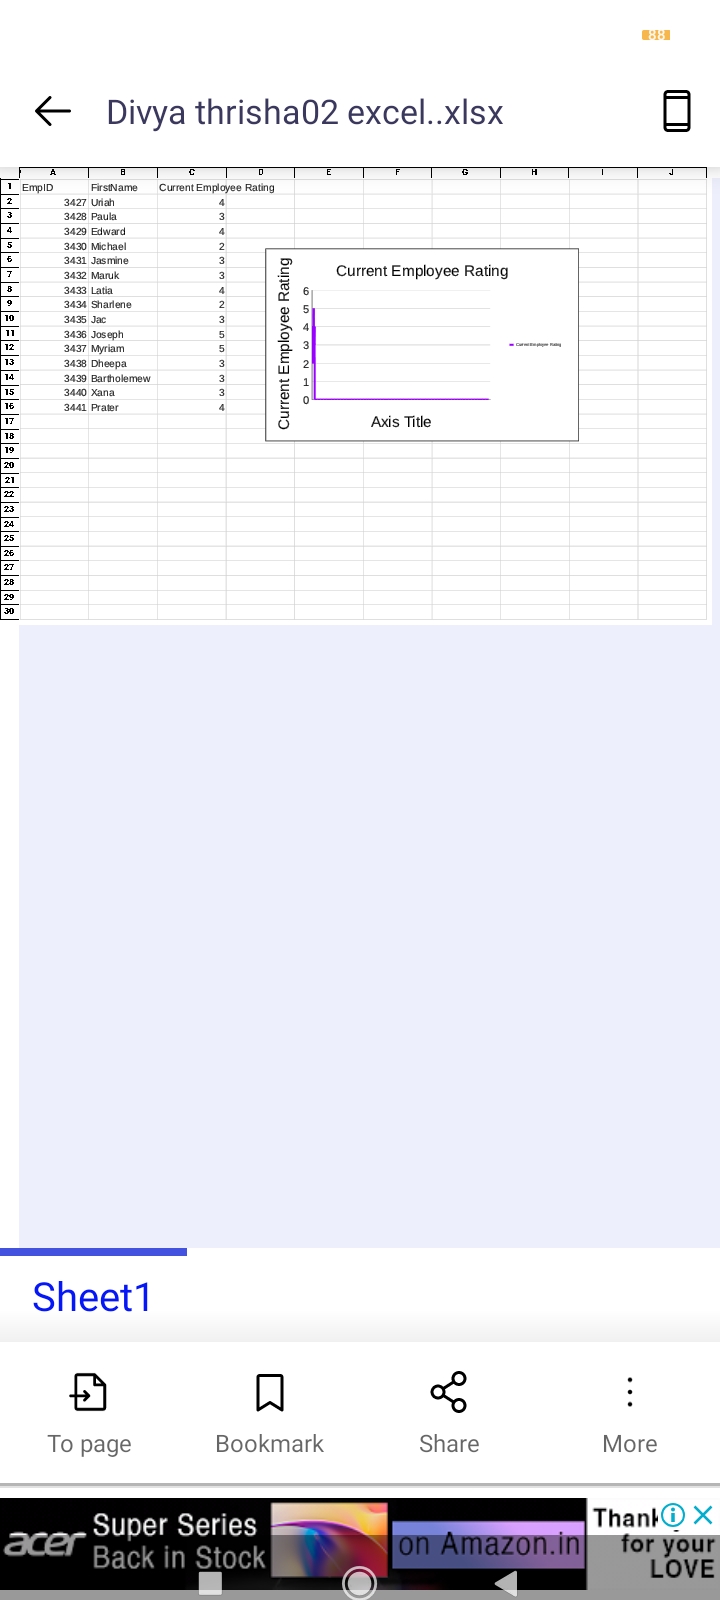 88
Divya thrisha02 excel..xlsx
A B C D E F G H I J
1 EmpID FirstName Current Employee Rating
2 3427 Uriah 4
3 3428 Paula 3
4 3429 Edward 4
5 3430 Michael 2
6 3431 Jasmine 3
7 3432 Maruk 3
8 3433 Latia 4
9 3434 Sharlene 2
10 3435 Jac 3
11 3436 Joseph 5
12 3437 Myriam 5
13 3438 Dheepa 3
14 3439 Bartholemew 3
15 3440 Xana 3
16 3441 Prater 4
17
18
19
20
21
22
23
24
25
26
27
28
29
30
Current Employee Rating
Current Employee Rating
6
5
4
3
2
1
0
Current Employee Rating
Axis Title
Sheet1
To page Bookmark Share More
acer Super Series
Back in Stock
on Amazon.in
Thank
for your
LOVE